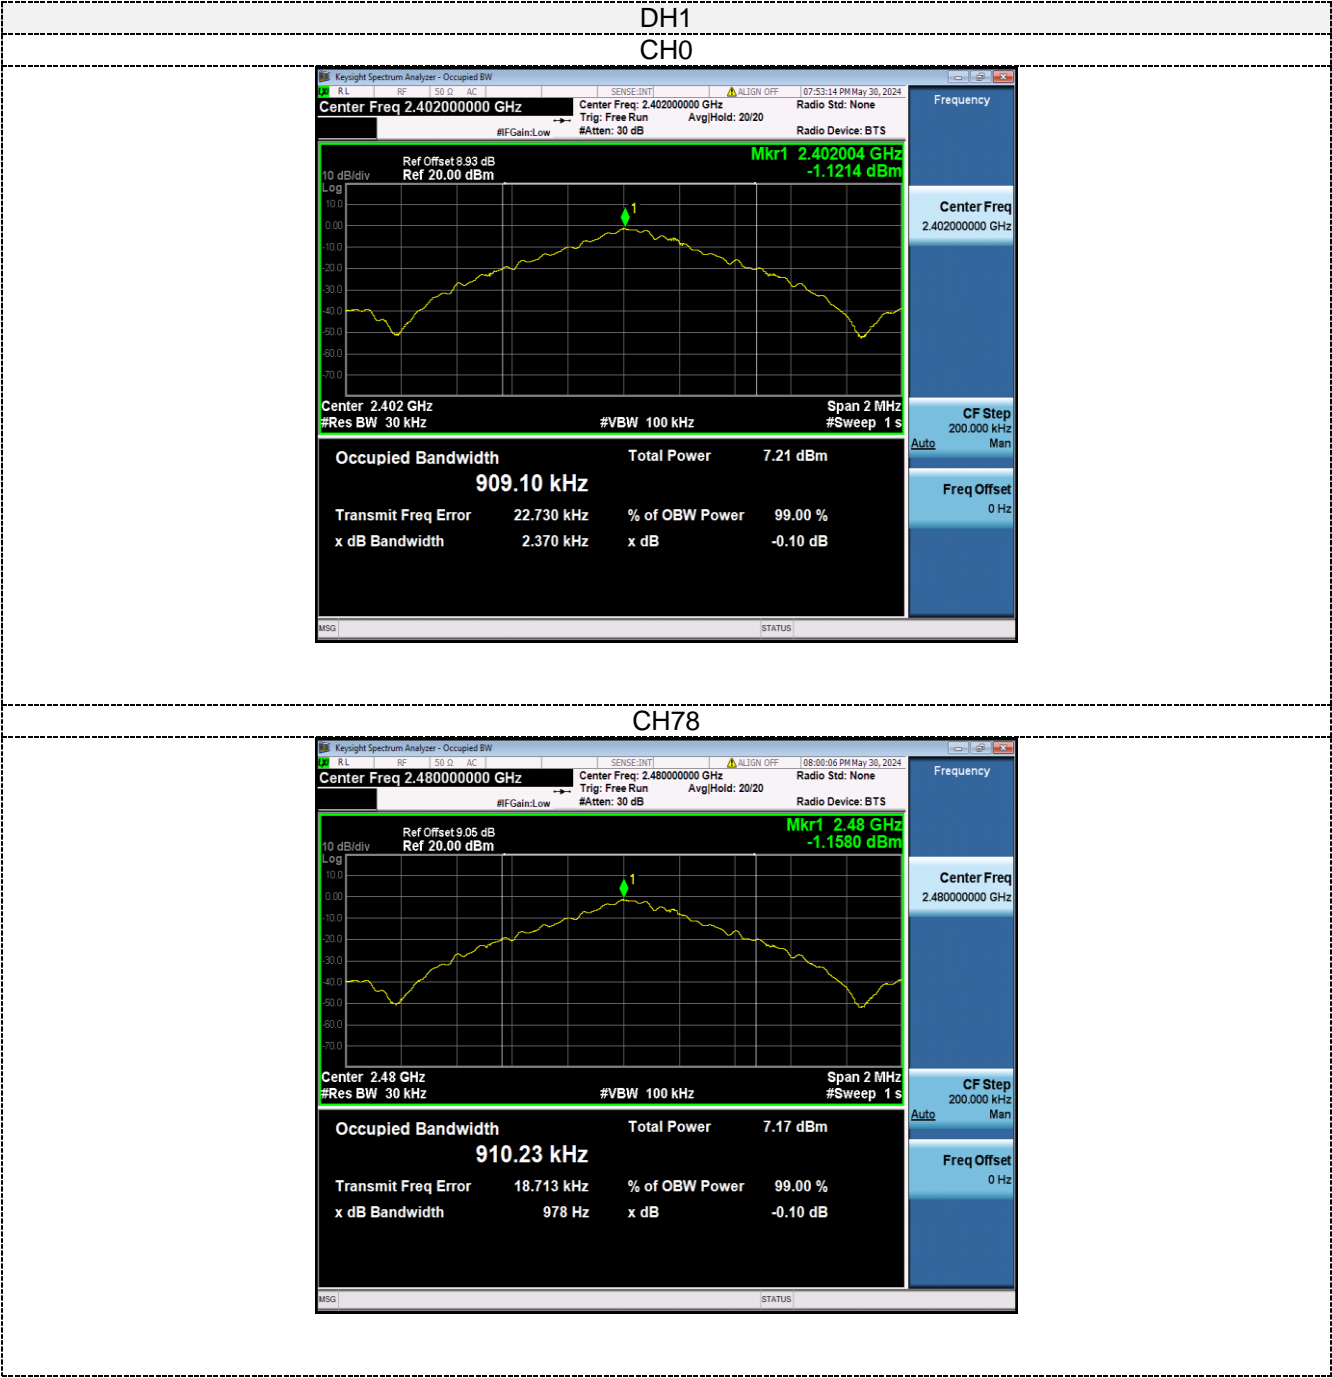 DH1
CH0
Keysight Spectrum Analyzer - Occupied BW
RL RF 50 Ω AC SENSE:INT ALIGN OFF 07:53:14 PM May 30, 2024
Center Freq 2.402000000 GHz
Center Freq: 2.402000000 GHz Radio Std: None
Trig: Free Run Avg|Hold: 20/20
#IFGain:Low #Atten: 30 dB Radio Device: BTS
Mkr1 2.402004 GHz
-1.1214 dBm
Ref Offset 8.93 dB
10 dB/div Ref 20.00 dBm
Log
10.0
0.00
-10.0
-20.0
-30.0
-40.0
-50.0
-60.0
-70.0
1
Center 2.402 GHz Span 2 MHz
#Res BW 30 kHz #VBW 100 kHz #Sweep 1 s
Occupied Bandwidth Total Power 7.21 dBm
909.10 kHz
Transmit Freq Error 22.730 kHz % of OBW Power 99.00 %
x dB Bandwidth 2.370 kHz x dB -0.10 dB
MSG STATUS
Frequency
Center Freq
2.402000000 GHz
CF Step
200.000 kHz
Auto Man
Freq Offset
0 Hz
CH78
Keysight Spectrum Analyzer - Occupied BW
RL RF 50 Ω AC SENSE:INT ALIGN OFF 08:00:06 PM May 30, 2024
Center Freq 2.480000000 GHz
Center Freq: 2.480000000 GHz Radio Std: None
Trig: Free Run Avg|Hold: 20/20
#IFGain:Low #Atten: 30 dB Radio Device: BTS
Mkr1 2.48 GHz
-1.1580 dBm
Ref Offset 9.05 dB
10 dB/div Ref 20.00 dBm
Log
10.0
0.00
-10.0
-20.0
-30.0
-40.0
-50.0
-60.0
-70.0
1
Center 2.48 GHz Span 2 MHz
#Res BW 30 kHz #VBW 100 kHz #Sweep 1 s
Occupied Bandwidth Total Power 7.17 dBm
910.23 kHz
Transmit Freq Error 18.713 kHz % of OBW Power 99.00 %
x dB Bandwidth 978 Hz x dB -0.10 dB
MSG STATUS
Frequency
Center Freq
2.480000000 GHz
CF Step
200.000 kHz
Auto Man
Freq Offset
0 Hz